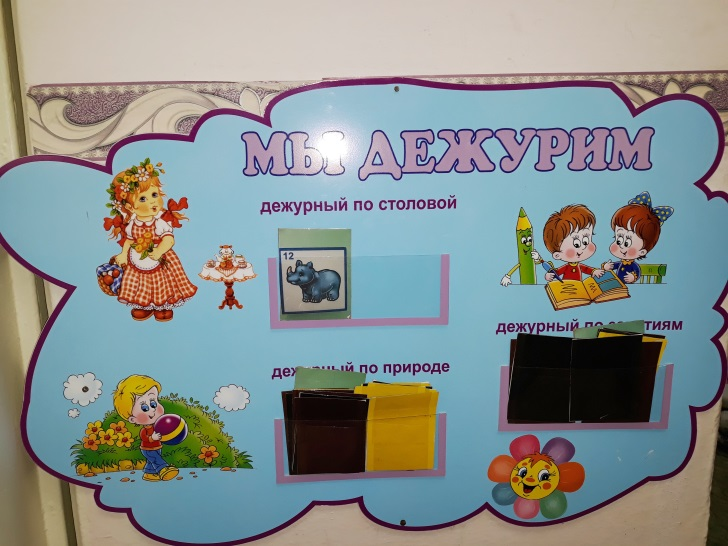 МЫ ДЕЖУРИМ
дежурный по столовой
12
дежурный по
дежурный по природе